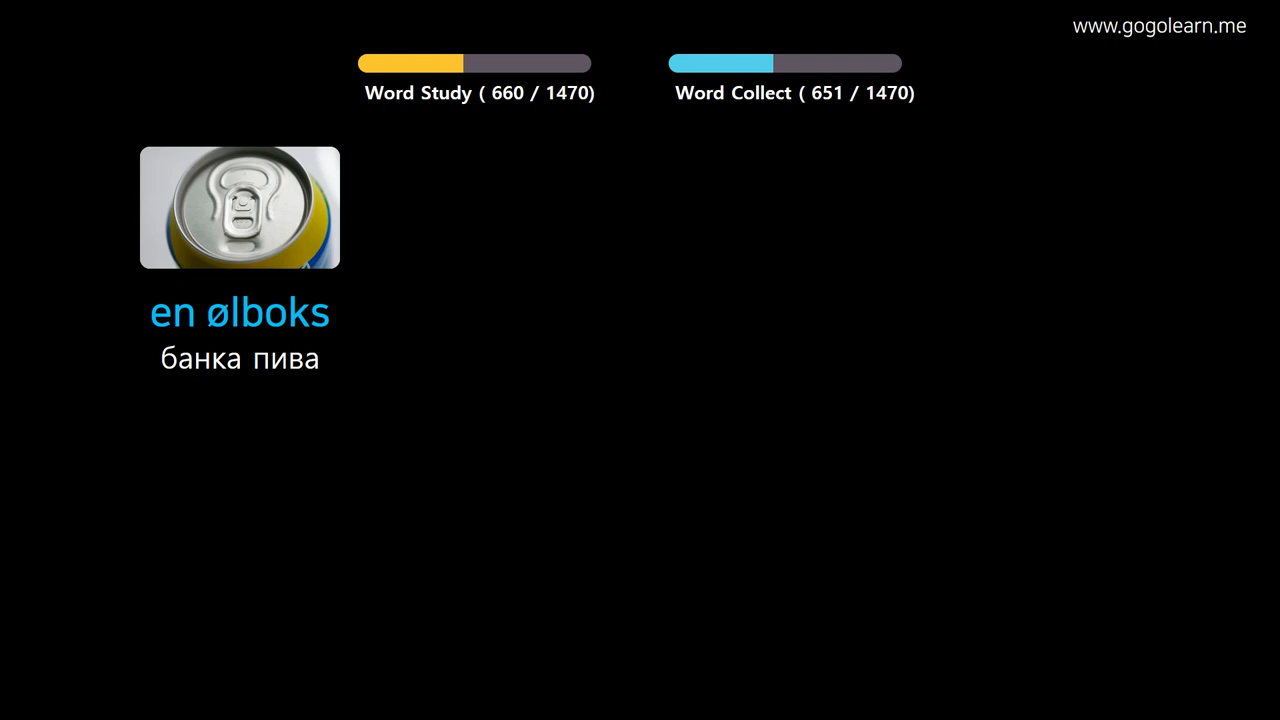 www.gogolearn.me
Word Study ( 660 / 1470)
Word Collect ( 651 / 1470)
en ølboks
банка пива